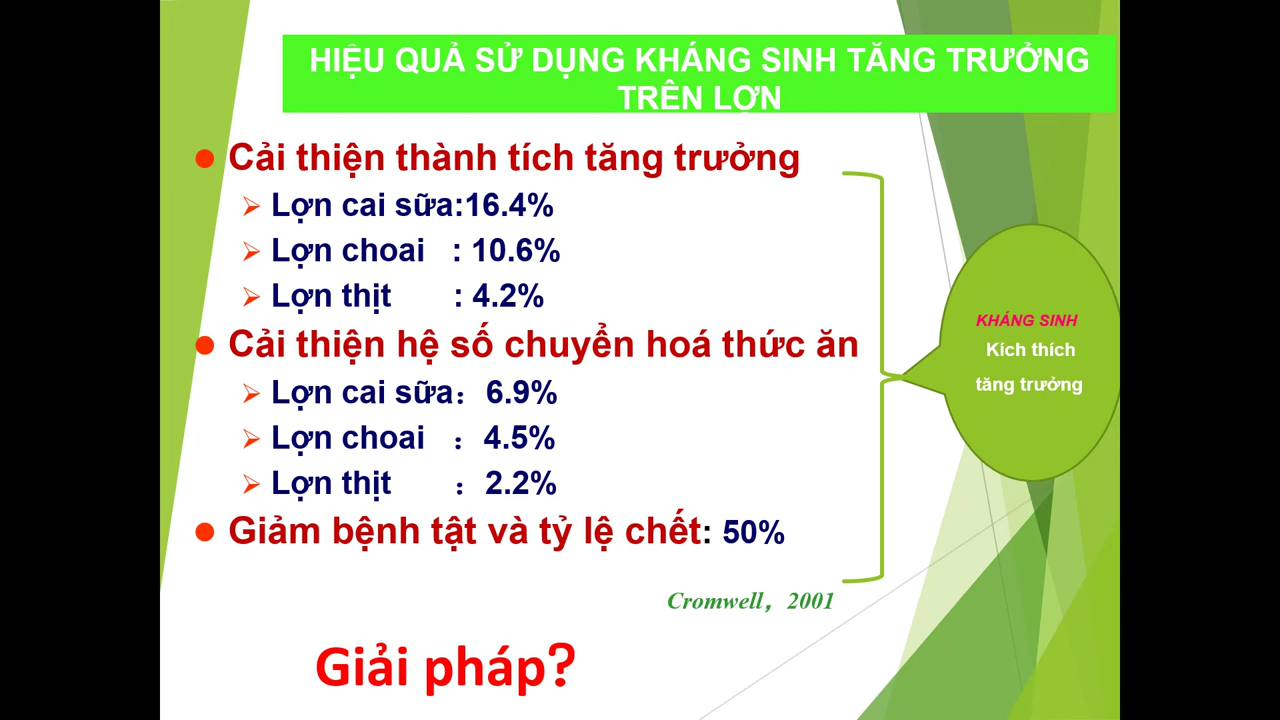 HIỆU QUẢ SỬ DỤNG KHÁNG SINH TĂNG TRƯỞNG
TRÊN LỢN
Cải thiện thành tích tăng trưởng
Lợn cai sữa:16.4%
Lợn choai : 10.6%
Lợn thịt : 4.2%
Cải thiện hệ số chuyển hoá thức ăn
Lợn cai sữa：6.9%
Lợn choai ：4.5%
Lợn thịt ：2.2%
Giảm bệnh tật và tỷ lệ chết: 50%
KHÁNG SINH
Kích thích
tăng trưởng
Cromwell，2001
Giải pháp?